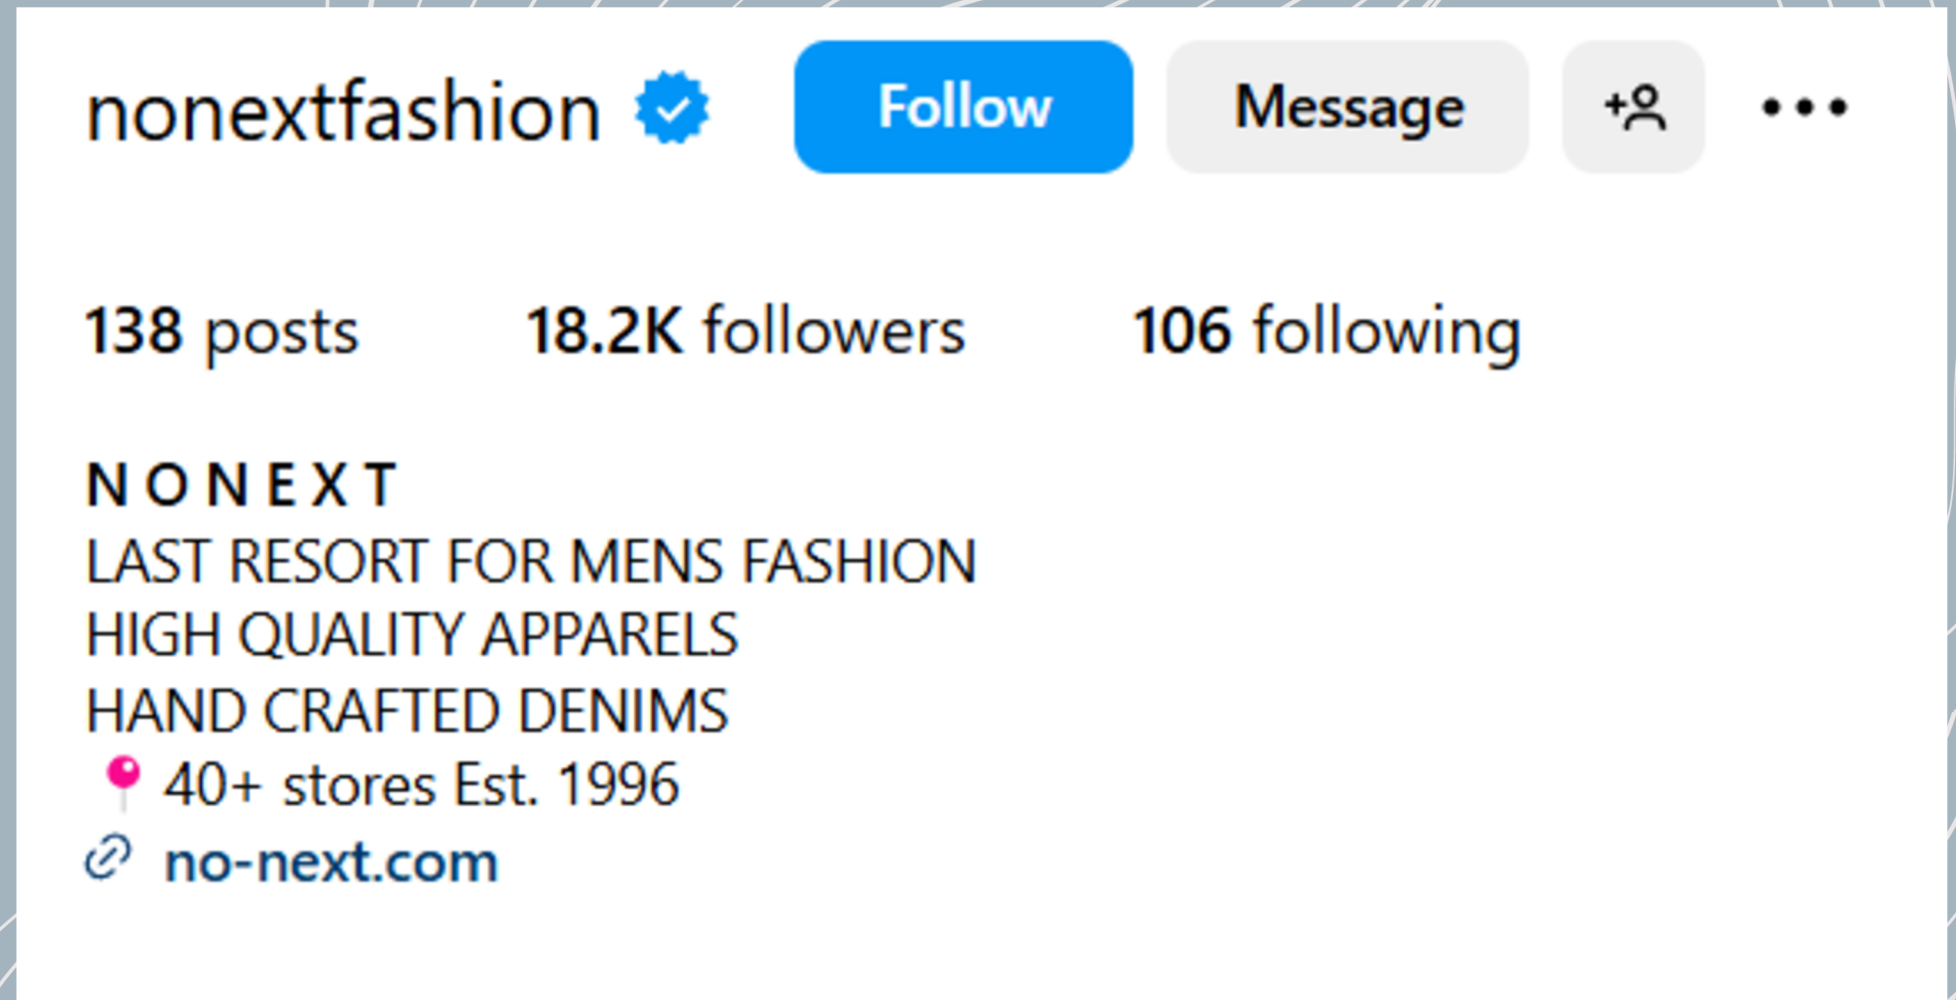 nonextfashion Follow Message
138 posts 18.2K followers 106 following
N O N E X T
LAST RESORT FOR MENS FASHION
HIGH QUALITY APPARELS
HAND CRAFTED DENIMS
📍 40+ stores Est. 1996
no-next.com